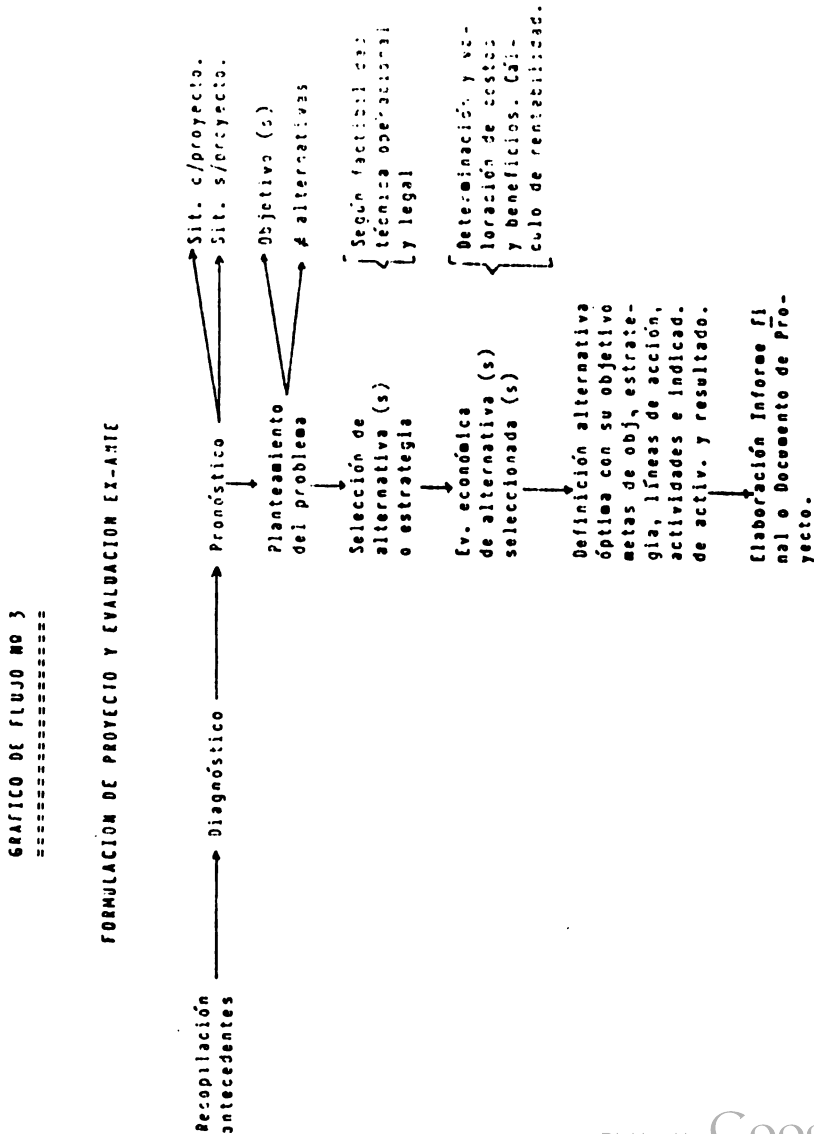 GRAFICO DE FLUJO Nº 3
==================
FORMULACION DE PROYECTO Y EVALUACION EX-ANTE
Recopilación
antecedentes
Diagnóstico
Pronóstico
Sit. c/proyecto.
Sit. s/proyecto.
Planteamiento
del problema
Objetivo (s)
≠ alternativas
Selección de
alternativa (s)
o estrategia
Según factibilidad
técnica operacional
y legal
Ev. económica
de alternativa (s)
seleccionada (s)
Determinación y va-
loración de costos
y beneficios. Cál-
culo de rentabilidad.
Definición alternativa
óptima con su objetivo
metas de obj, estrate-
gia, líneas de acción,
actividades e indicad.
de activ. y resultado.
Elaboración Informe Fi
nal o Documento de Pro-
yecto.